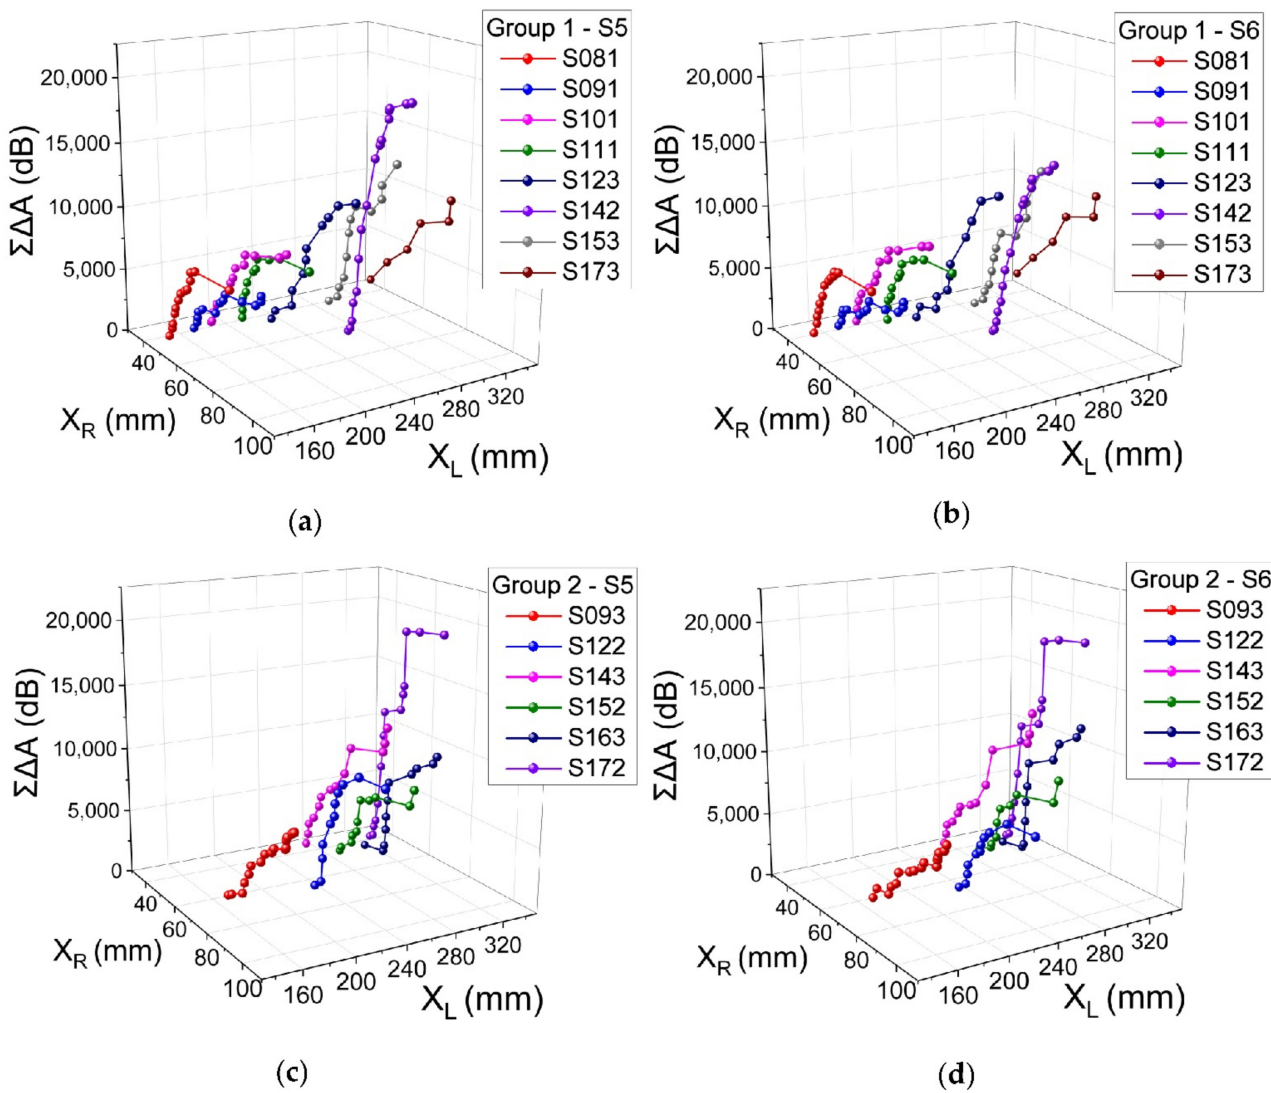 Group 1 - S5
S081
S091
S101
S111
S123
S142
S153
S173
20,000
15,000
10,000
5,000
0
ΣΔA (dB)
40
60
80
100
X_R (mm)
160
200
240
280
320
X_L (mm)
(a)
Group 1 - S6
S081
S091
S101
S111
S123
S142
S153
S173
20,000
15,000
10,000
5,000
0
ΣΔA (dB)
40
60
80
100
X_R (mm)
160
200
240
280
320
X_L (mm)
(b)
Group 2 - S5
S093
S122
S143
S152
S163
S172
20,000
15,000
10,000
5,000
0
ΣΔA (dB)
40
60
80
100
X_R (mm)
160
200
240
280
320
X_L (mm)
(c)
Group 2 - S6
S093
S122
S143
S152
S163
S172
20,000
15,000
10,000
5,000
0
ΣΔA (dB)
40
60
80
100
X_R (mm)
160
200
240
280
320
X_L (mm)
(d)